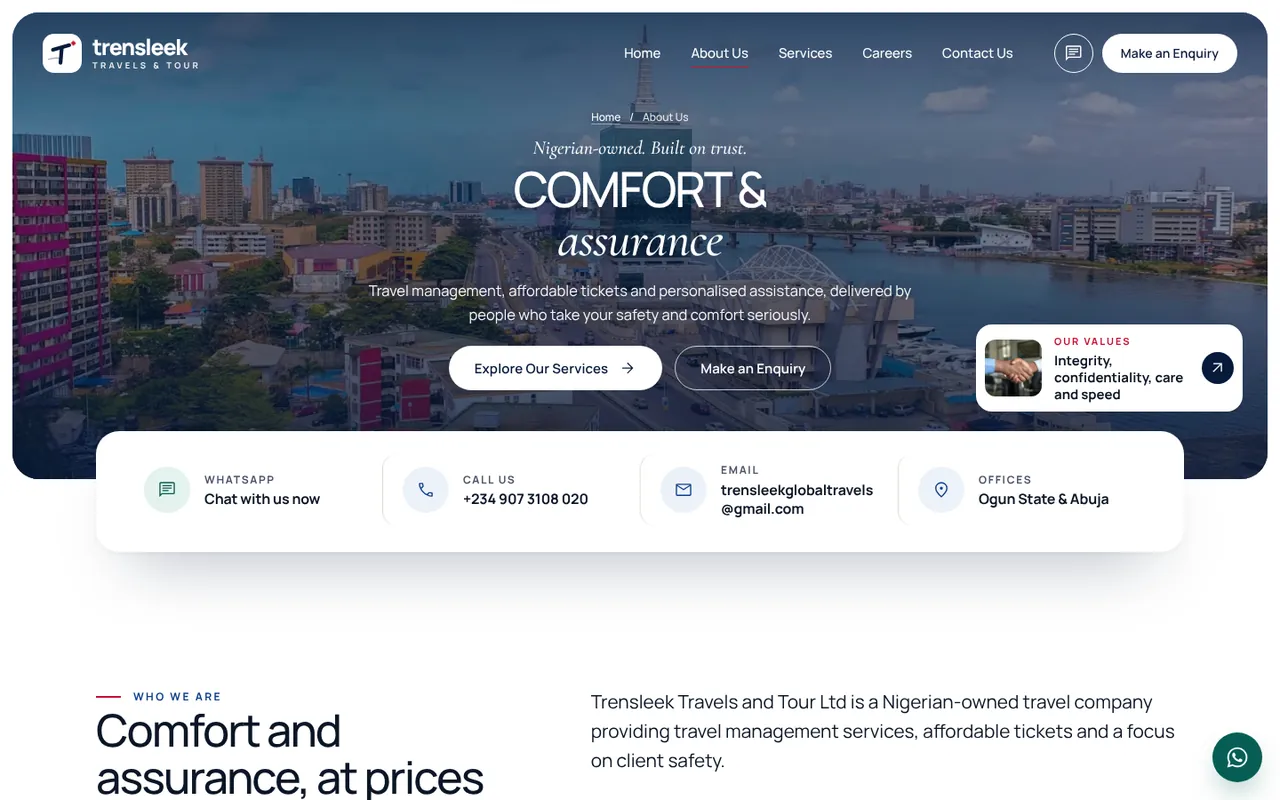 trensleek
TRAVELS & TOUR
Home
About Us
Services
Careers
Contact Us
Make an Enquiry
Home / About Us
Nigerian-owned. Built on trust.
COMFORT &
assurance
Travel management, affordable tickets and personalised assistance, delivered by
people who take your safety and comfort seriously.
Explore Our Services
Make an Enquiry
OUR VALUES
Integrity,
confidentiality, care
and speed
WHATSAPP
Chat with us now
CALL US
+234 907 3108 020
EMAIL
trensleekglobaltravels
@gmail.com
OFFICES
Ogun State & Abuja
WHO WE ARE
Comfort and
assurance, at prices
Trensleek Travels and Tour Ltd is a Nigerian-owned travel company
providing travel management services, affordable tickets and a focus
on client safety.